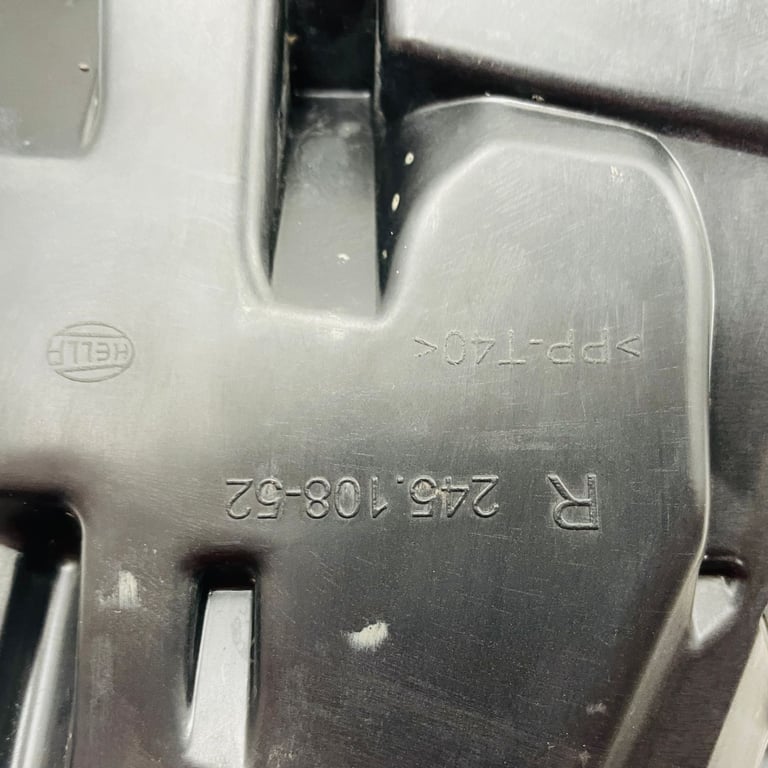 R 245.108-52
>PP-T40<
HELLA